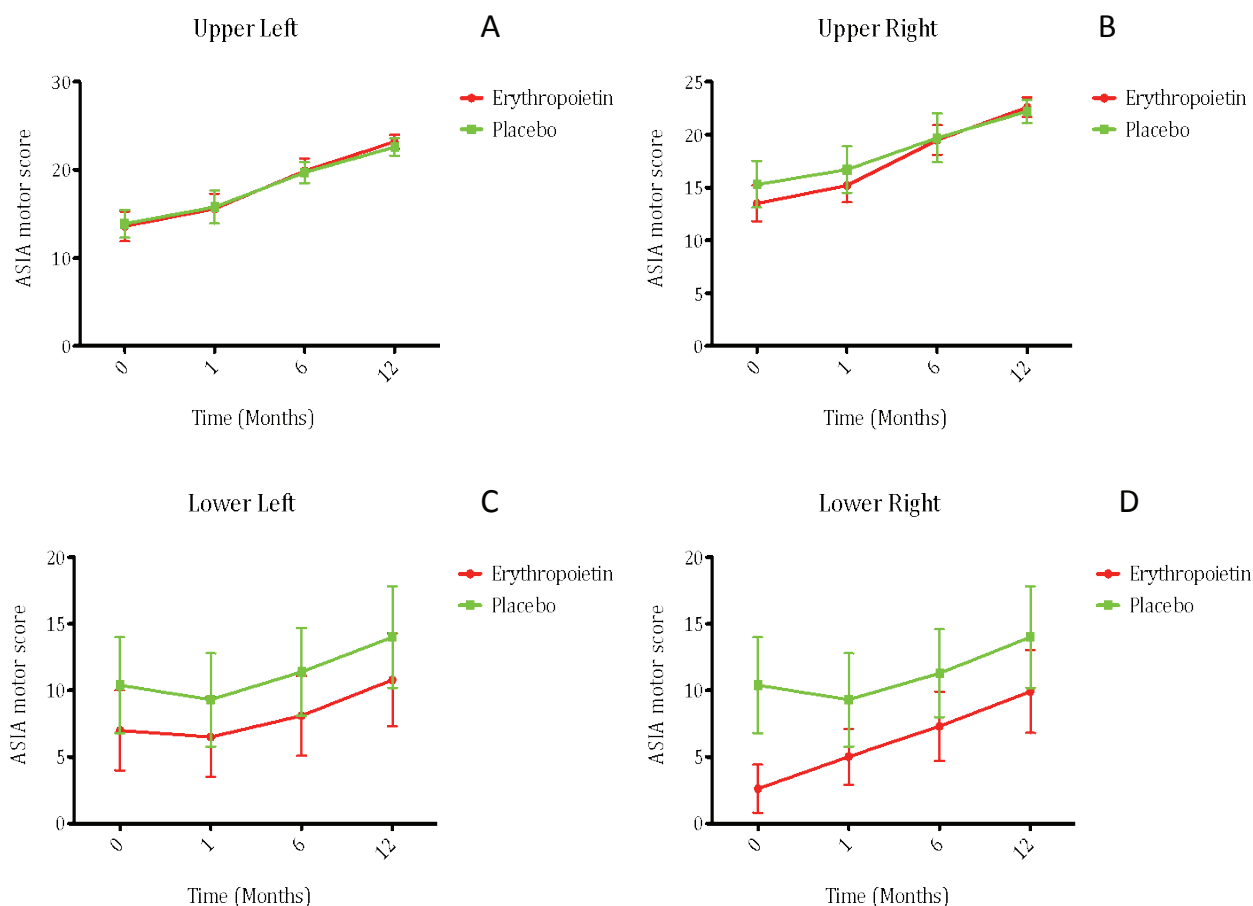 Upper Left
A
30
20
10
0
ASIA motor score
Erythropoietin
Placebo
0
1
6
12
Time (Months)
Upper Right
B
25
20
15
10
5
0
ASIA motor score
Erythropoietin
Placebo
0
1
6
12
Time (Months)
Lower Left
C
20
15
10
5
0
ASIA motor score
Erythropoietin
Placebo
0
1
6
12
Time (Months)
Lower Right
D
20
15
10
5
0
ASIA motor score
Erythropoietin
Placebo
0
1
6
12
Time (Months)